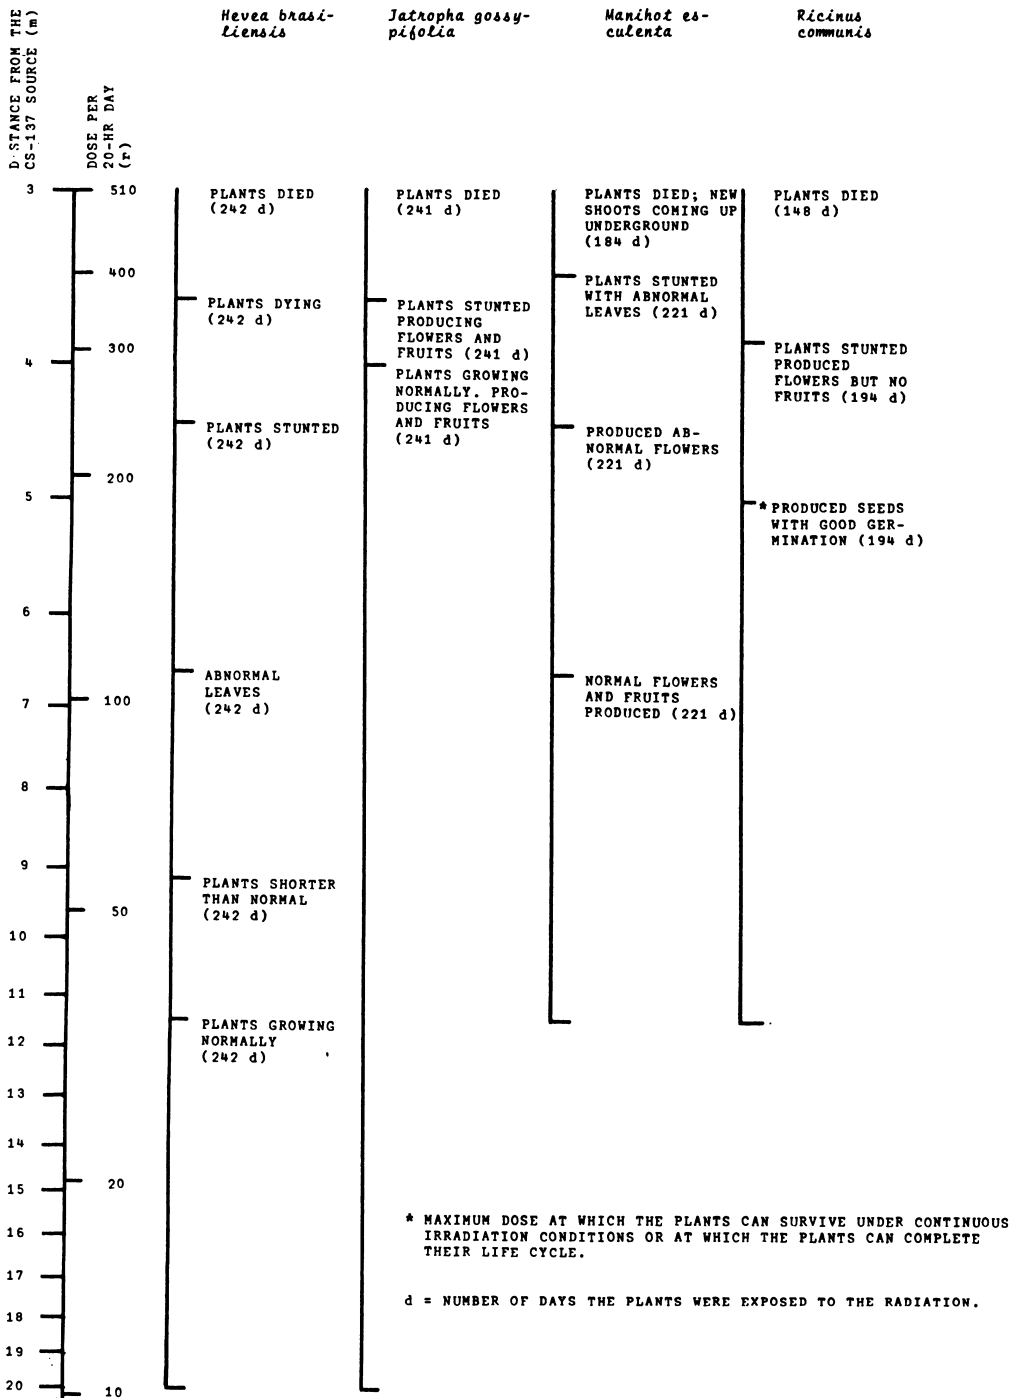 D STANCE FROM THE
CS-137 SOURCE (m)
DOSE PER
20-HR DAY
(r)
Hevea brasi-
liensis
Jatropha gossy-
pifolia
Manihot es-
culenta
Ricinus
communis
3
510
400
300
4
200
5
6
7
100
8
9
50
10
11
12
13
14
20
15
16
17
18
19
20
10
PLANTS DIED
(242 d)
PLANTS DYING
(242 d)
PLANTS STUNTED
(242 d)
ABNORMAL
LEAVES
(242 d)
PLANTS SHORTER
THAN NORMAL
(242 d)
PLANTS GROWING
NORMALLY
(242 d)
PLANTS DIED
(241 d)
PLANTS STUNTED
PRODUCING
FLOWERS AND
FRUITS (241 d)
PLANTS GROWING
NORMALLY. PRO-
DUCING FLOWERS
AND FRUITS
(241 d)
PLANTS DIED; NEW
SHOOTS COMING UP
UNDERGROUND
(184 d)
PLANTS STUNTED
WITH ABNORMAL
LEAVES (221 d)
PRODUCED AB-
NORMAL FLOWERS
(221 d)
NORMAL FLOWERS
AND FRUITS
PRODUCED (221 d)
PLANTS DIED
(148 d)
PLANTS STUNTED
PRODUCED
FLOWERS BUT NO
FRUITS (194 d)
* PRODUCED SEEDS
WITH GOOD GER-
MINATION (194 d)
* MAXIMUM DOSE AT WHICH THE PLANTS CAN SURVIVE UNDER CONTINUOUS
IRRADIATION CONDITIONS OR AT WHICH THE PLANTS CAN COMPLETE
THEIR LIFE CYCLE.
d = NUMBER OF DAYS THE PLANTS WERE EXPOSED TO THE RADIATION.